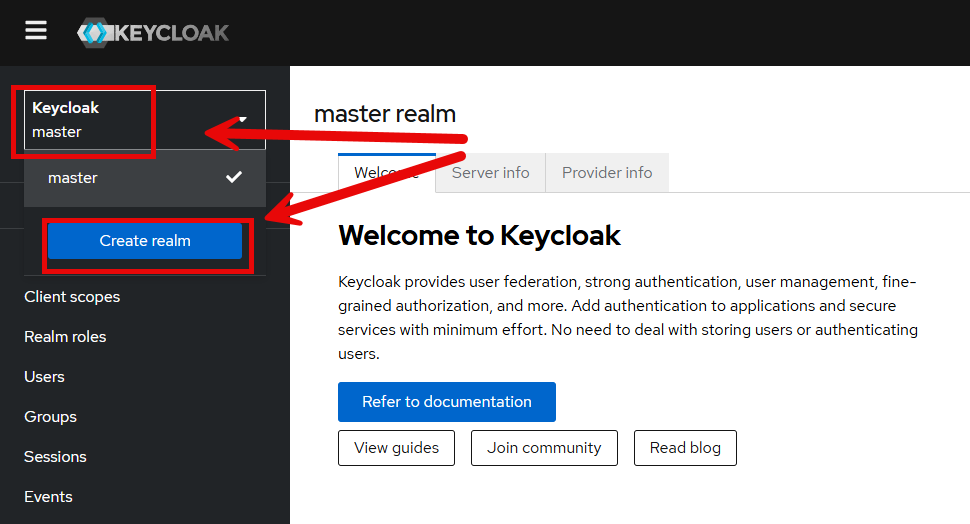 KEYCLOAK
Keycloak
master
master
Create realm
Client scopes
Realm roles
Users
Groups
Sessions
Events
master realm
Welcome
Server info
Provider info
Welcome to Keycloak
Keycloak provides user federation, strong authentication, user management, fine-
grained authorization, and more. Add authentication to applications and secure
services with minimum effort. No need to deal with storing users or authenticating
users.
Refer to documentation
View guides
Join community
Read blog